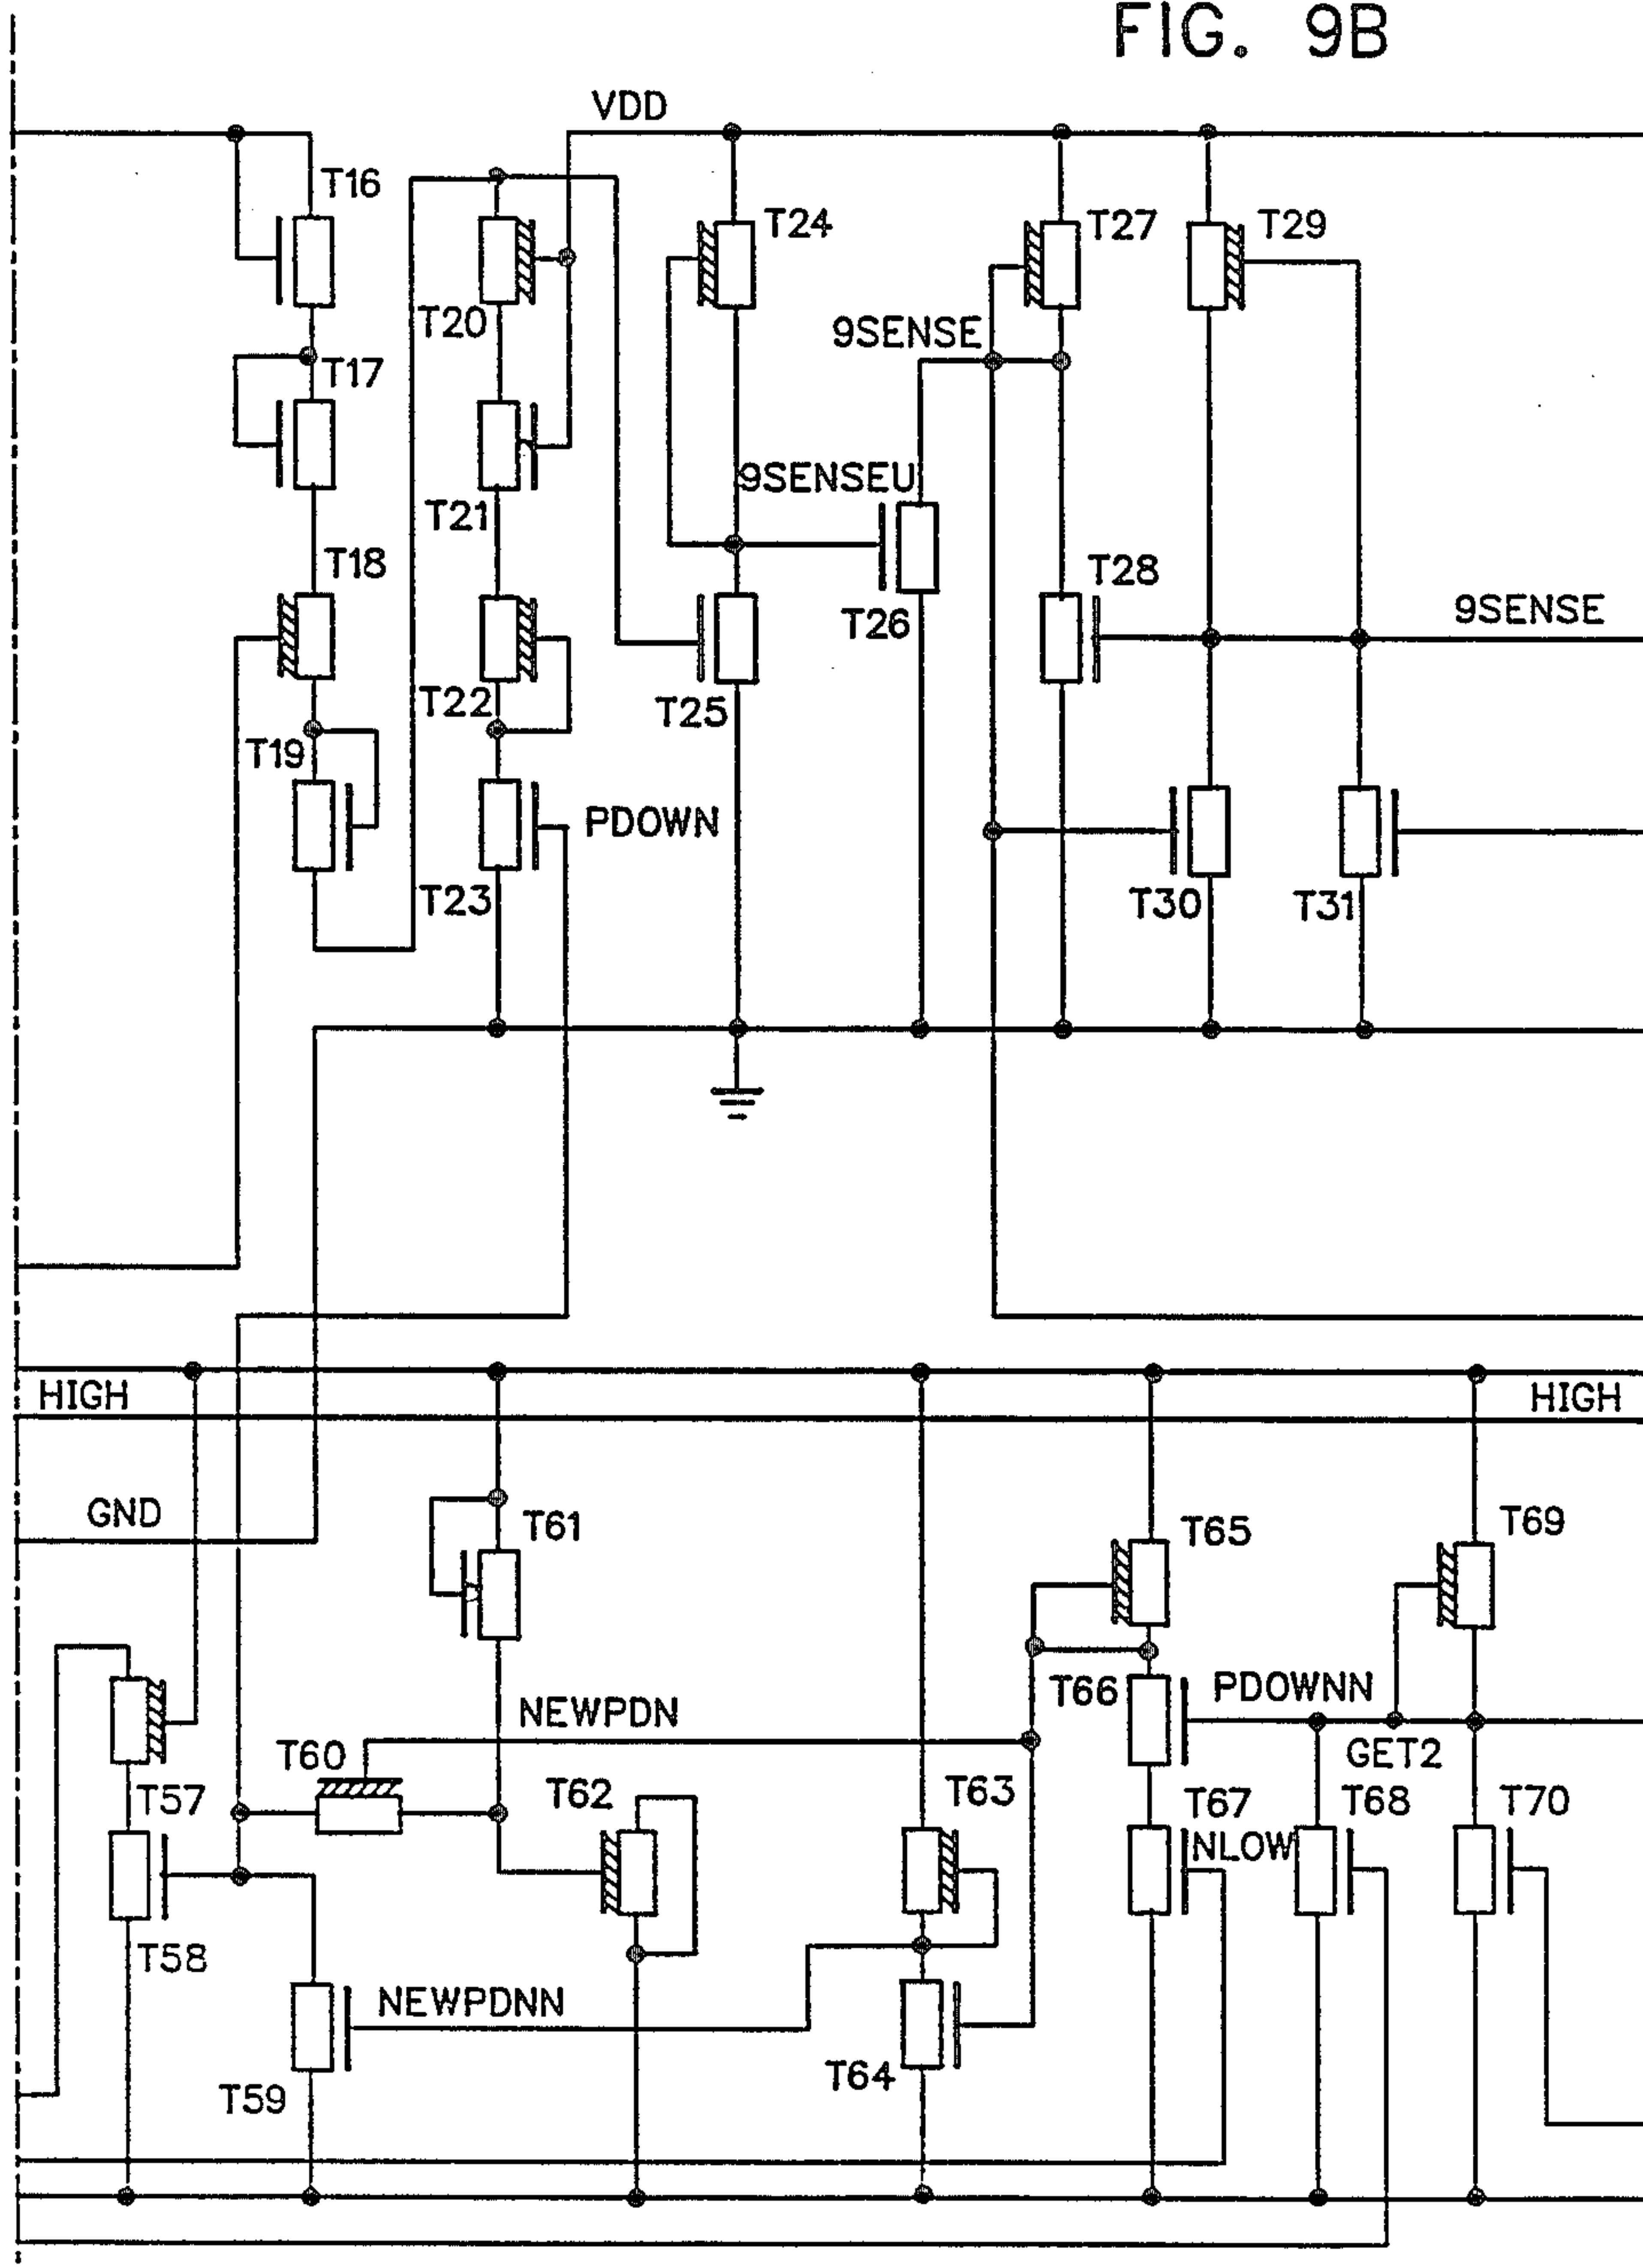 FIG. 9B
VDD
T16
T24
T27
T29
T20
9SENSE
T17
9SENSEU
T21
T18
T28
9SENSE
T26
T22
T25
T19
PDOWN
T23
T30
T31
HIGH
HIGH
GND
T61
T65
T69
T66
PDOWNN
NEWPDN
T60
GET2
T62
T63
T57
T67
T68
T70
NLOW
T58
NEWPDNN
T64
T59